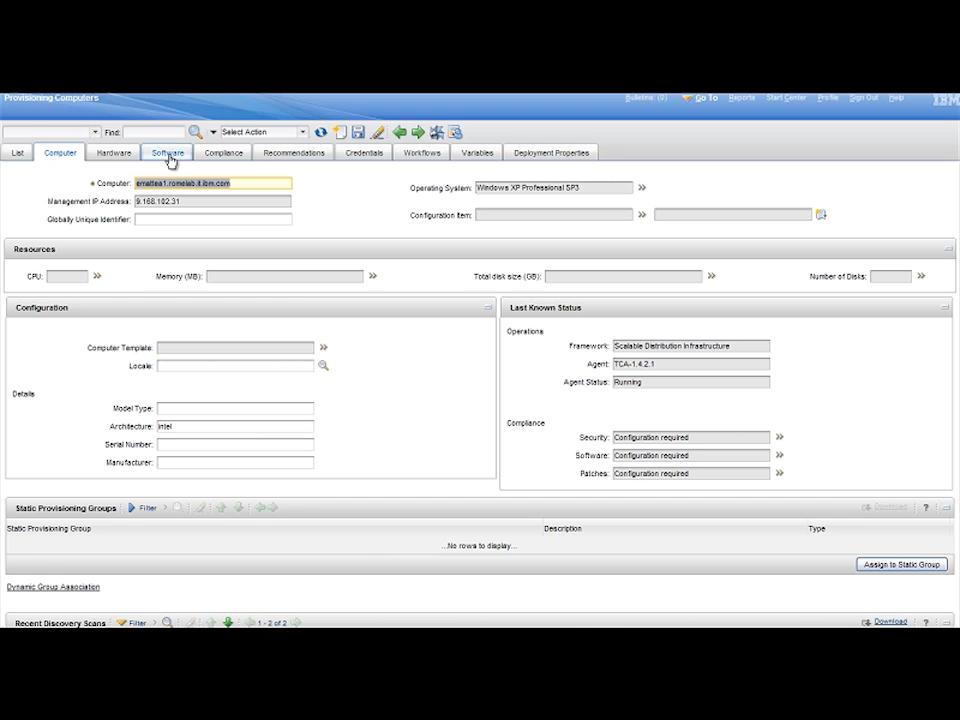 Provisioning Computers Bulletins: (0) Go To Reports Start Center Profile Sign Out Help IBM
Find: Select Action
List Computer Hardware Software Compliance Recommendations Credentials Workflows Variables Deployment Properties
Computer: emattea1.romelab.it.ibm.com Operating System: Windows XP Professional SP3
Management IP Address: 9.168.102.31
Configuration Item:
Globally Unique Identifier:
Resources
CPU: Memory (MB): Total disk size (GB): Number of Disks:
Configuration Last Known Status
Operations
Computer Template: Framework: Scalable Distribution Infrastructure
Locale: Agent: TCA-1.4.2.1
Agent Status: Running
Details
Model Type:
Compliance
Architecture: Intel
Security: Configuration required
Serial Number:
Software: Configuration required
Manufacturer:
Patches: Configuration required
Static Provisioning Groups Filter Download ?
Static Provisioning Group Description Type
...No rows to display...
Assign to Static Group
Dynamic Group Association
Recent Discovery Scans Filter 1 - 2 of 2 Download ?